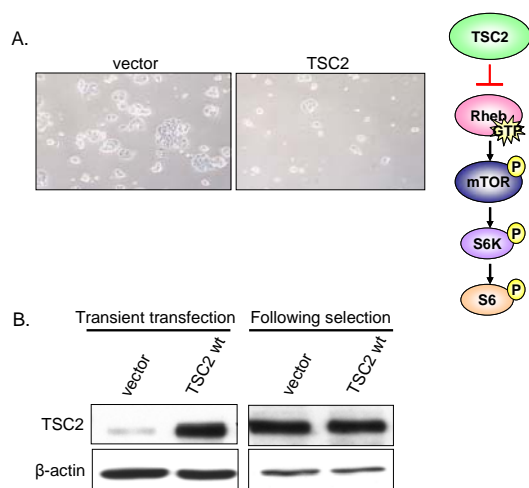 A.
vector
TSC2
TSC2
Rheb
GTP
P
mTOR
P
S6K
P
S6
B.
Transient transfection
Following selection
vector
TSC2 wt
vector
TSC2 wt
TSC2
β-actin